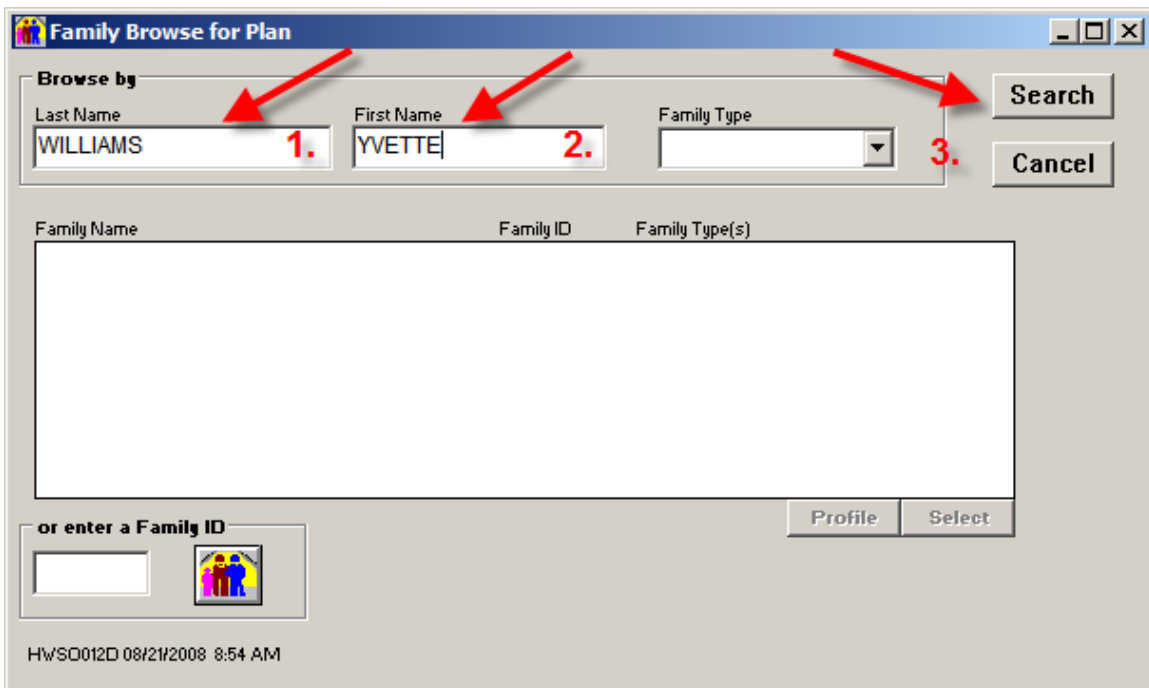 Family Browse for Plan
Browse by
Last Name First Name Family Type
WILLIAMS 1. YVETTE 2. 3.
Search
Cancel
Family Name Family ID Family Type(s)
Profile Select
or enter a Family ID
HWSO012D 08/21/2008 8:54 AM